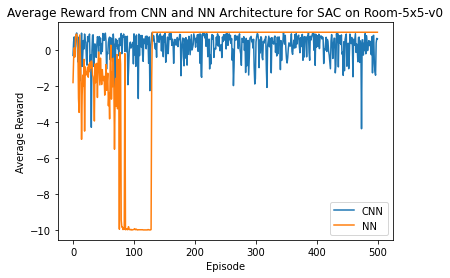 Average Reward from CNN and NN Architecture for SAC on Room-5x5-v0
Average Reward
0
−2
−4
−6
−8
−10
0
100
200
300
400
500
Episode
CNN
NN